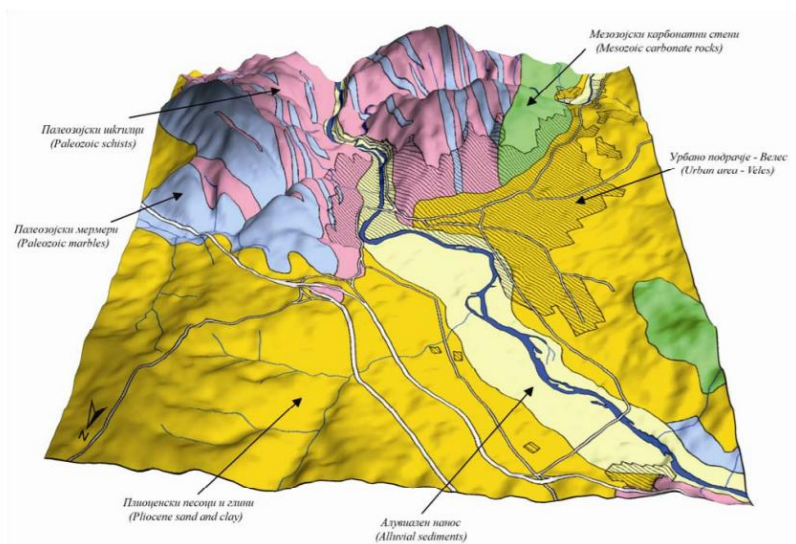 Мезозојски карбонатни стени
(Mesozoic carbonate rocks)
Палеозојски шкрилци
(Paleozoic schists)
Урбано подрачје - Велес
(Urban area - Veles)
Палеозојски мермери
(Paleozoic marbles)
N
Плиоценски песоци и глини
(Pliocene sand and clay)
Алувиален нанос
(Alluvial sediments)